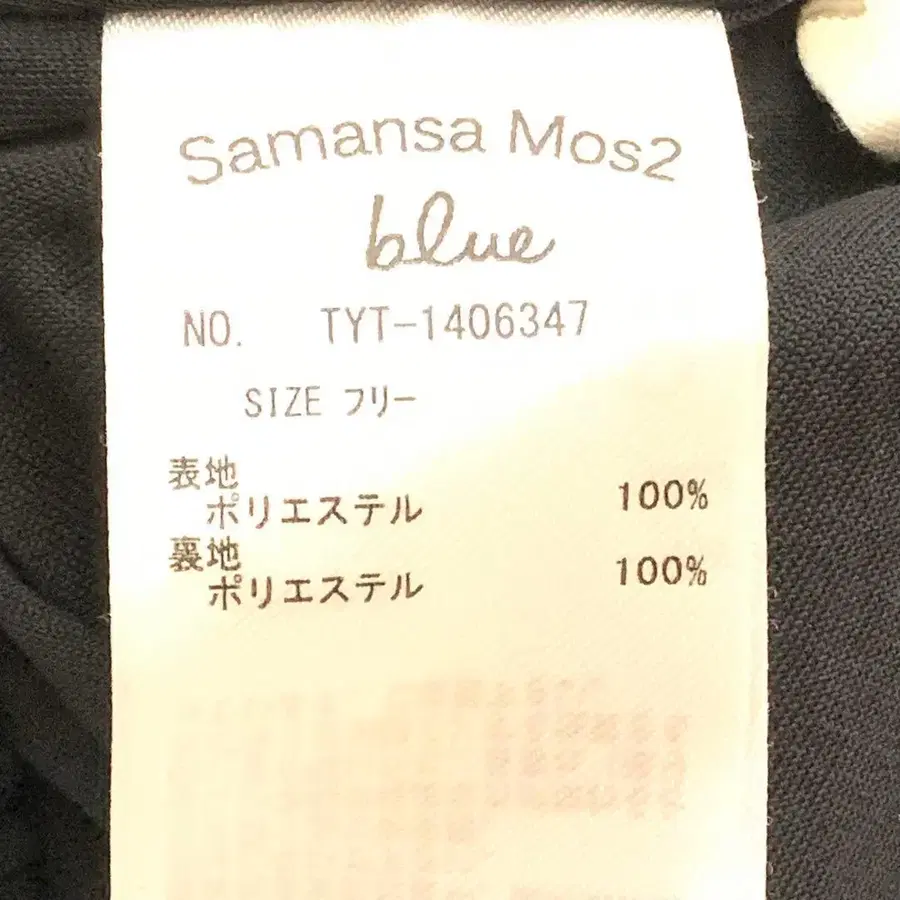 Samansa Mos2
blue
NO. TYT-1406347
SIZE フリー
表地
ポリエステル 100%
裏地
ポリエステル 100%